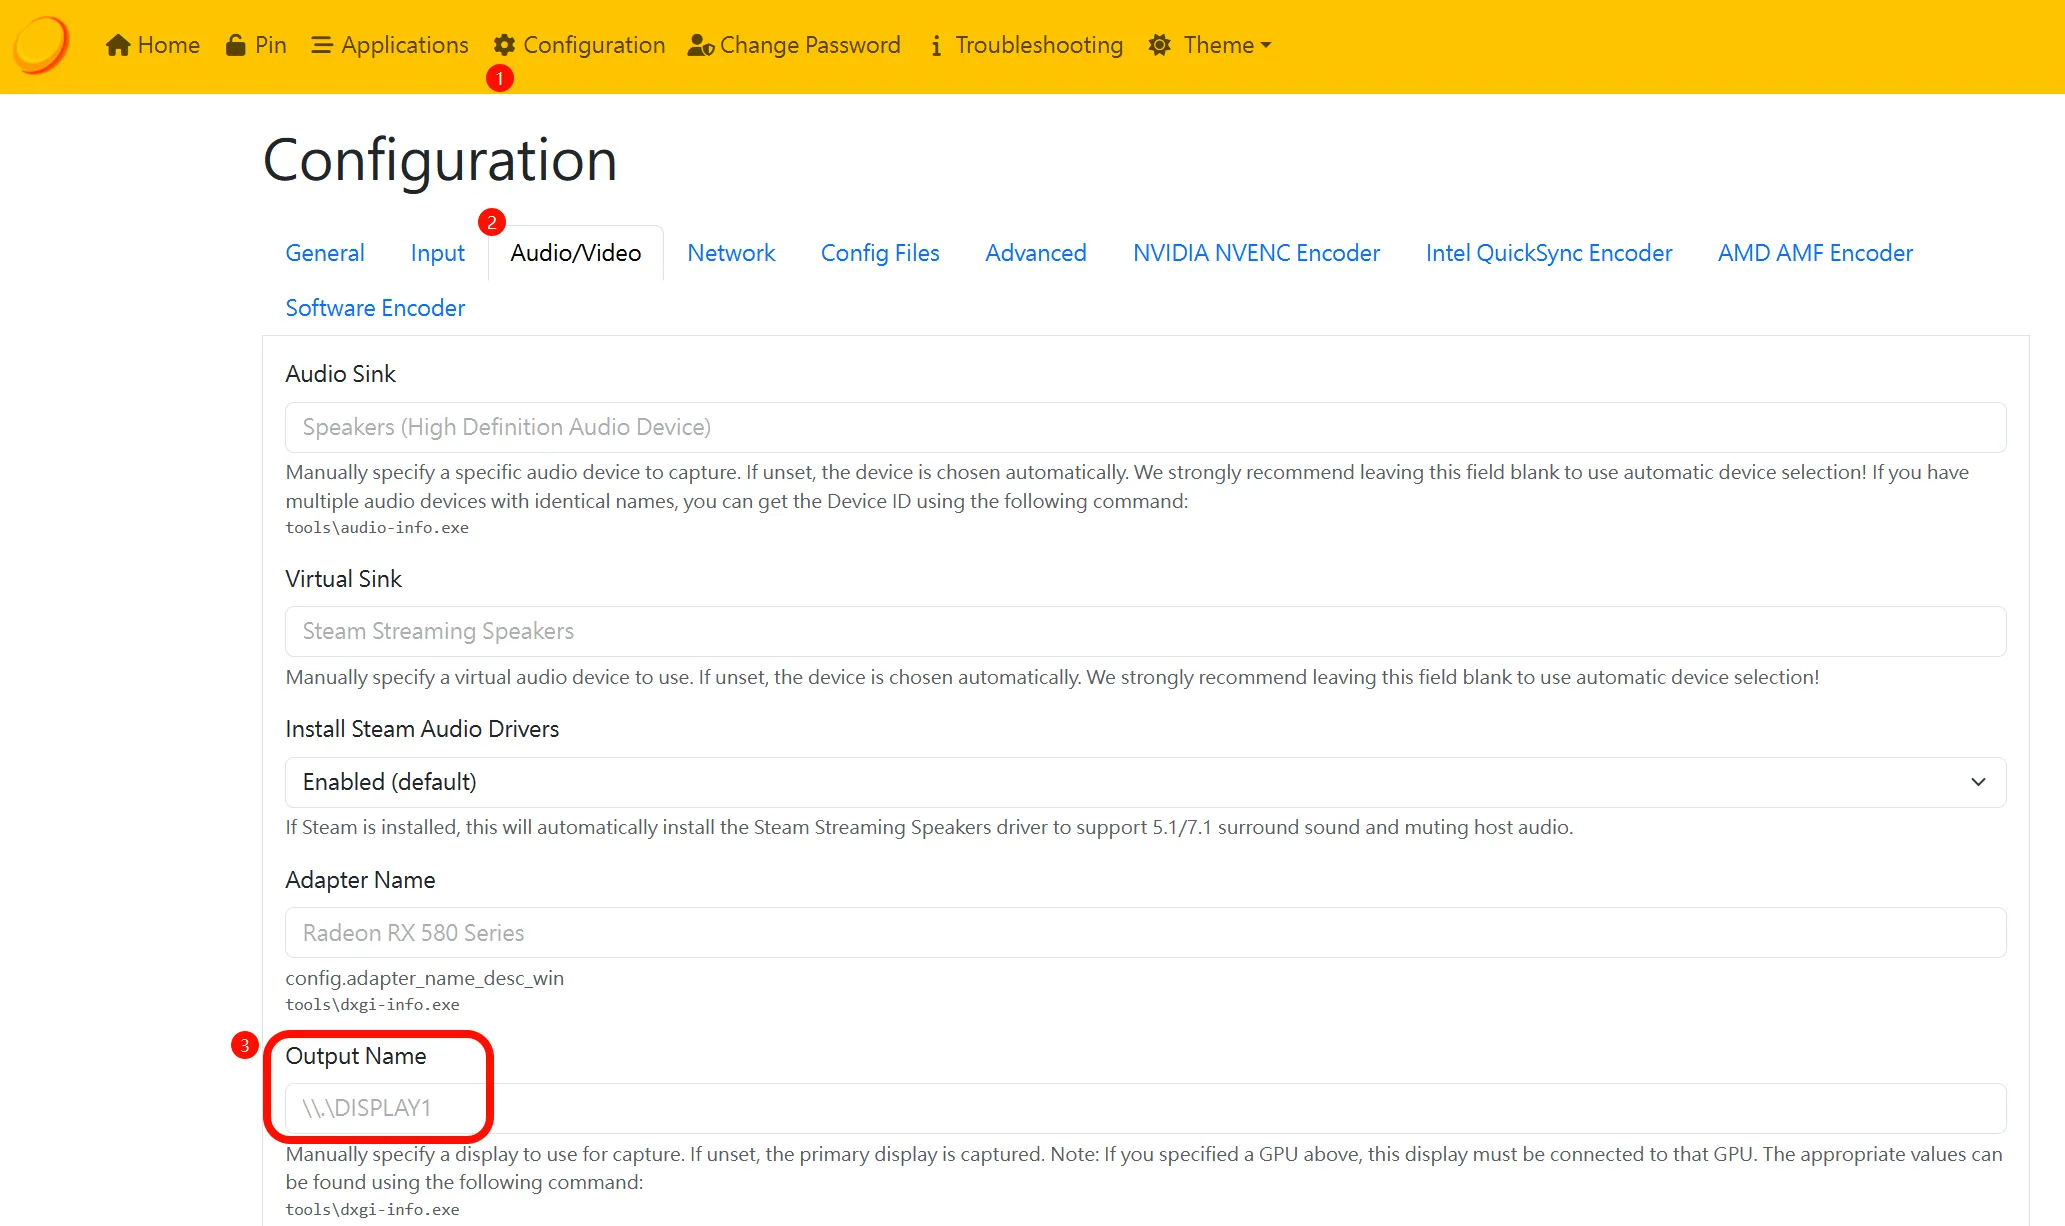 Home Pin Applications Configuration Change Password Troubleshooting Theme
1
Configuration
2
General Input Audio/Video Network Config Files Advanced NVIDIA NVENC Encoder Intel QuickSync Encoder AMD AMF Encoder
Software Encoder
Audio Sink
Speakers (High Definition Audio Device)
Manually specify a specific audio device to capture. If unset, the device is chosen automatically. We strongly recommend leaving this field blank to use automatic device selection! If you have
multiple audio devices with identical names, you can get the Device ID using the following command:
tools\audio-info.exe
Virtual Sink
Steam Streaming Speakers
Manually specify a virtual audio device to use. If unset, the device is chosen automatically. We strongly recommend leaving this field blank to use automatic device selection!
Install Steam Audio Drivers
Enabled (default)
If Steam is installed, this will automatically install the Steam Streaming Speakers driver to support 5.1/7.1 surround sound and muting host audio.
Adapter Name
Radeon RX 580 Series
config.adapter_name_desc_win
tools\dxgi-info.exe
3
Output Name
\\.\DISPLAY1
Manually specify a display to use for capture. If unset, the primary display is captured. Note: If you specified a GPU above, this display must be connected to that GPU. The appropriate values can
be found using the following command:
tools\dxgi-info.exe